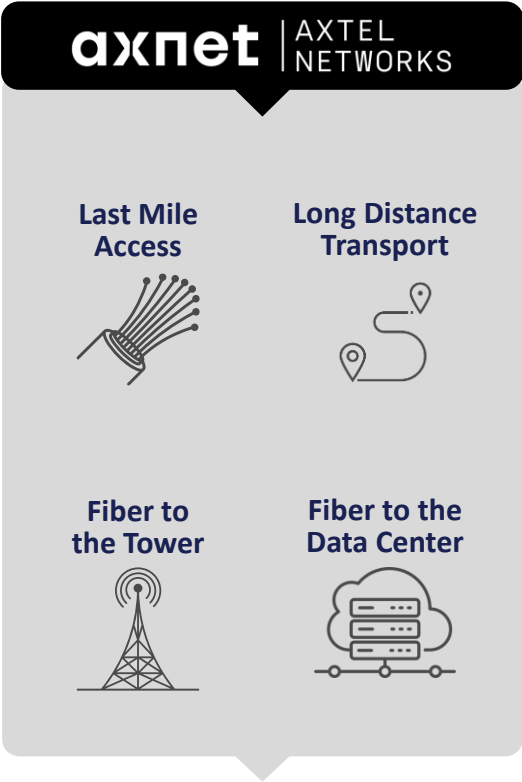 axnet
AXTEL
NETWORKS
Last Mile
Access
Long Distance
Transport
Fiber to
the Tower
Fiber to the
Data Center